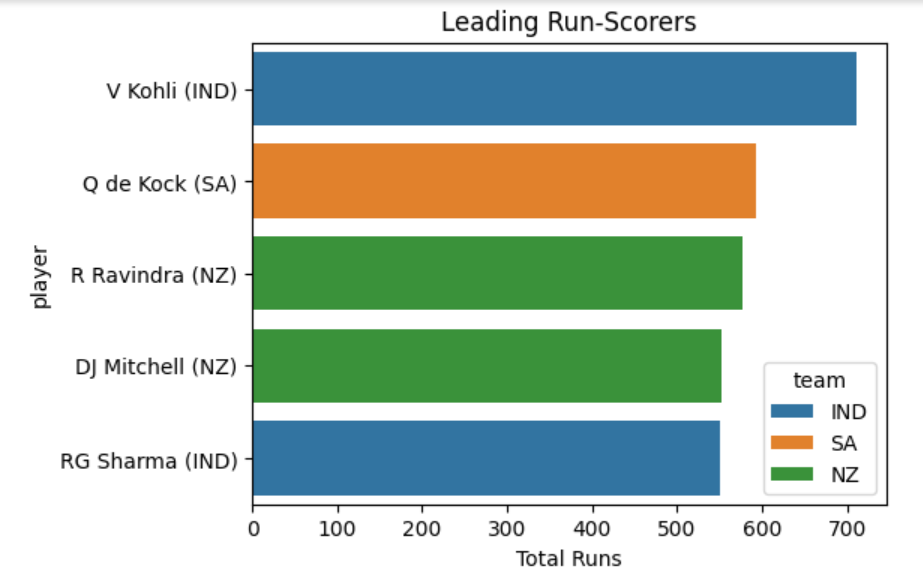 Leading Run-Scorers
V Kohli (IND)
Q de Kock (SA)
R Ravindra (NZ)
DJ Mitchell (NZ)
RG Sharma (IND)
player
team
IND
SA
NZ
0 100 200 300 400 500 600 700
Total Runs